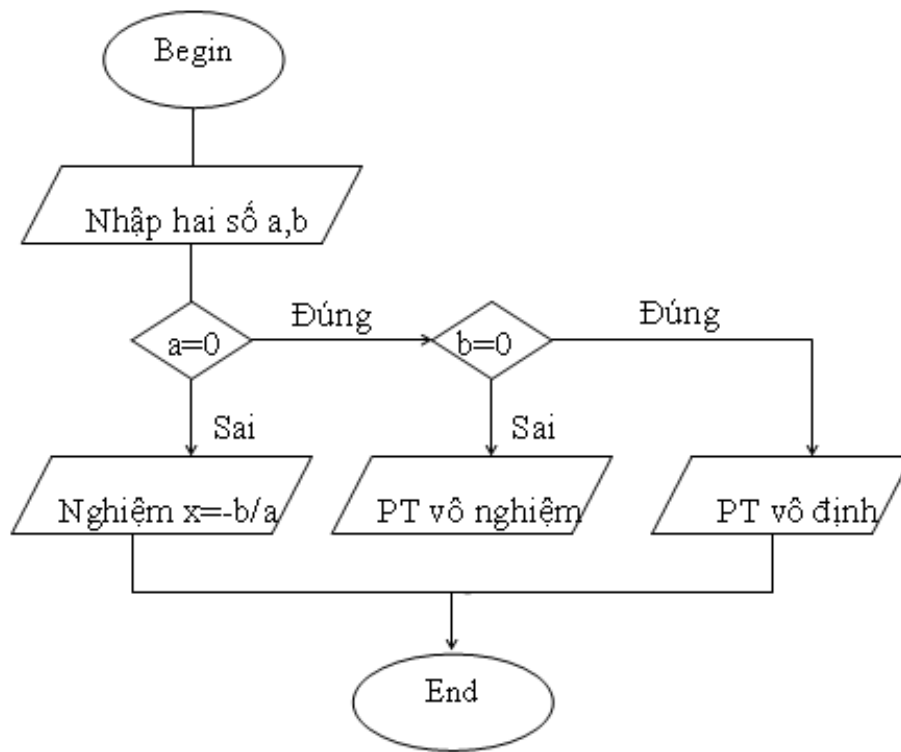 Begin
Nhập hai số a,b
a=0
Đúng
b=0
Đúng
Sai
Sai
Nghiệm x=-b/a
PT vô nghiệm
PT vô định
End